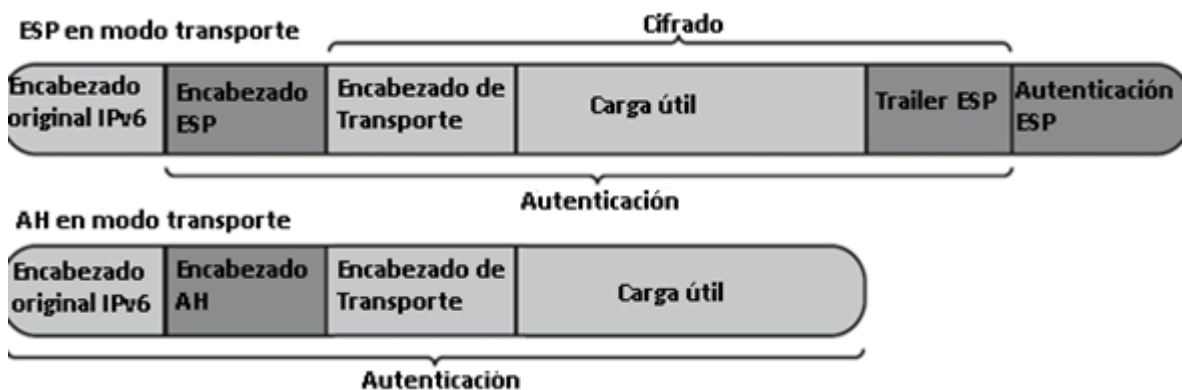 ESP en modo transporte
Cifrado
Encabezado
original IPv6
Encabezado
ESP
Encabezado de
Transporte
Carga útil
Trailer ESP
Autenticación
ESP
Autenticación
AH en modo transporte
Encabezado
original IPv6
Encabezado
AH
Encabezado de
Transporte
Carga útil
Autenticación